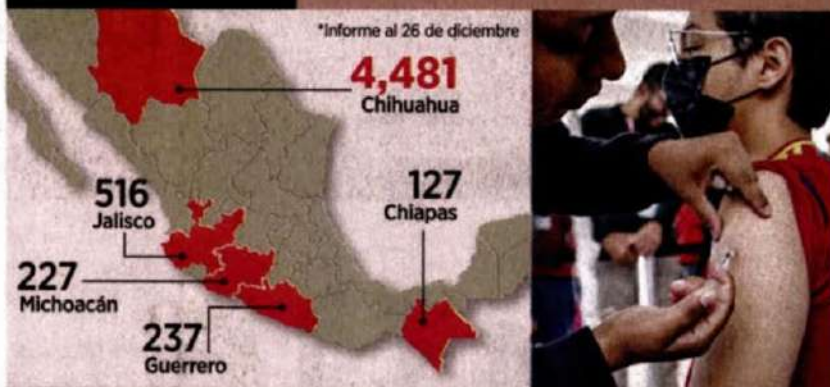 *Informe al 26 de diciembre
4,481
Chihuahua
516
Jalisco
127
Chiapas
227
Michoacán
237
Guerrero